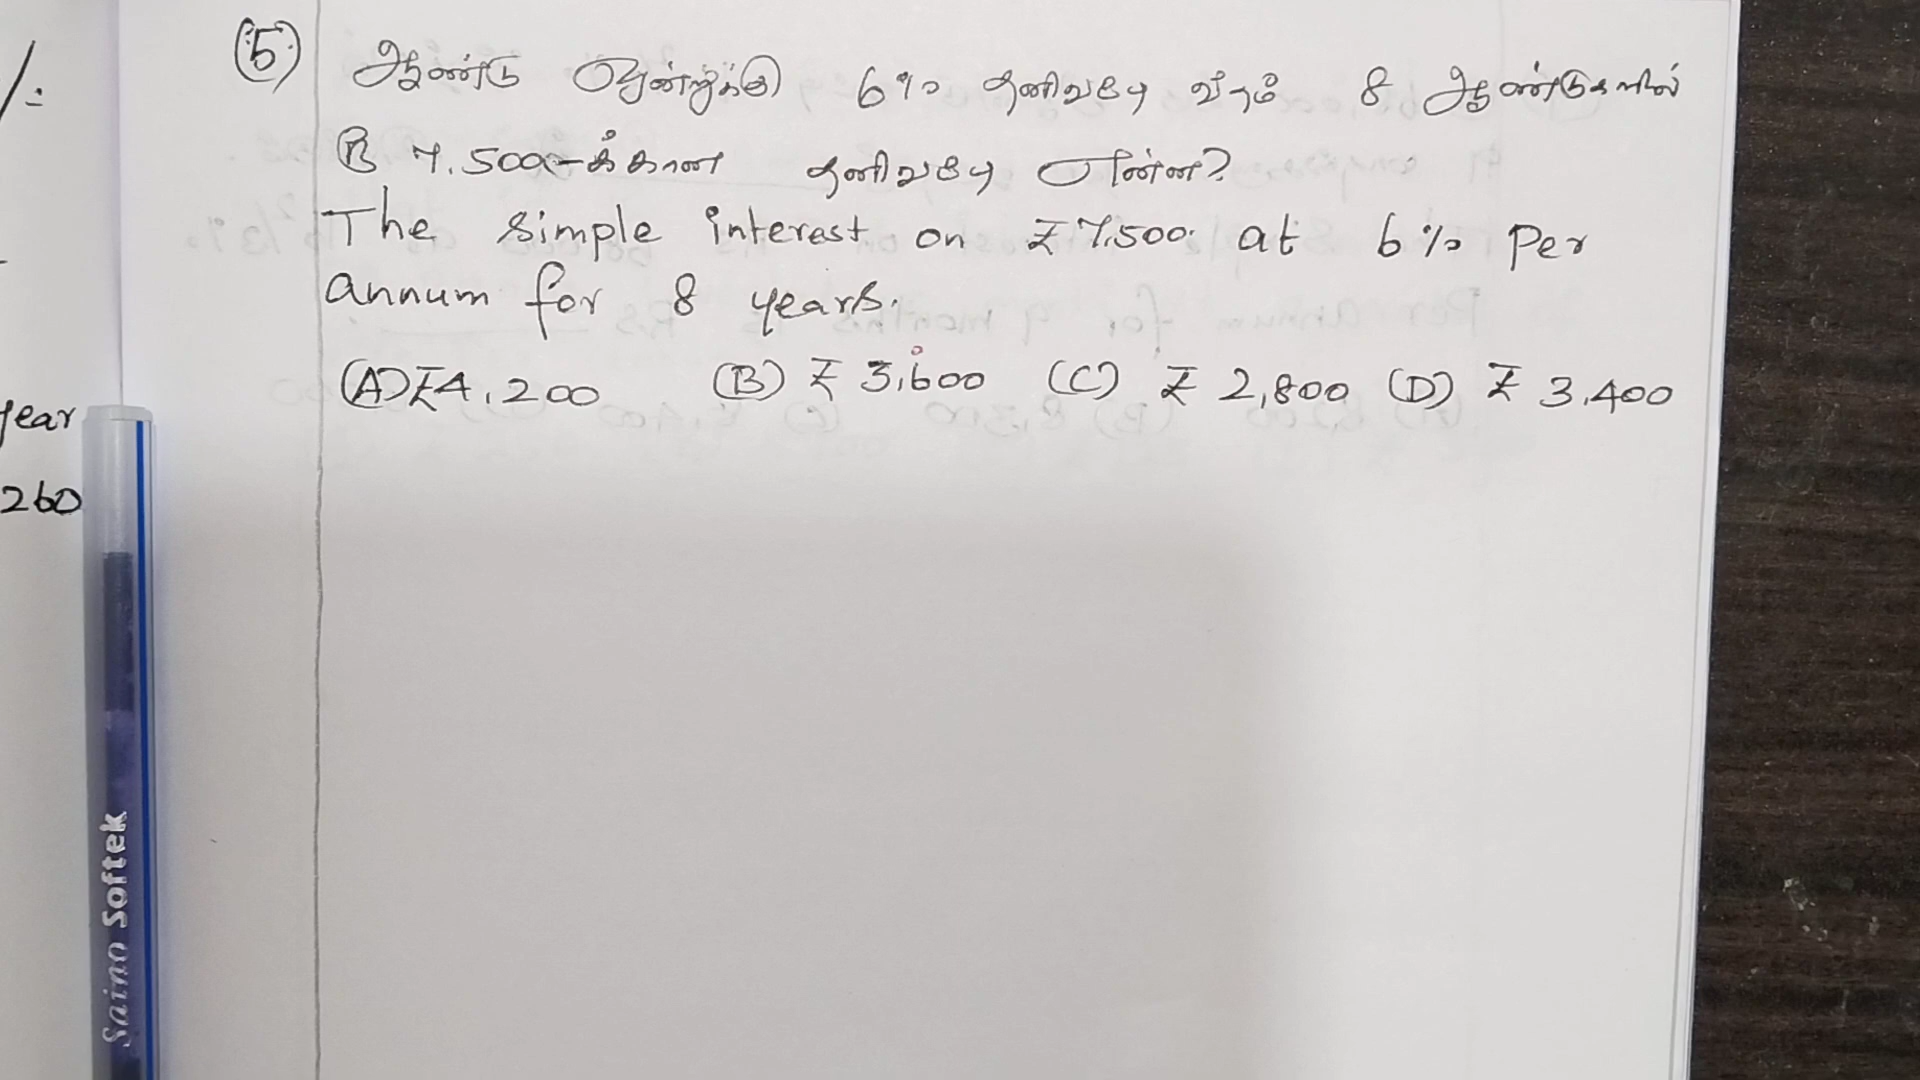 /-
year
260
(5) ஆண்டு ஒன்றுக்கு 6% தனிவட்டி வீதம் 8 ஆண்டுகளில்
Rs 7,500-க்கான தனிவட்டி என்ன?
The simple interest on ₹7,500 at 6% Per
annum for 8 years.
(A) ₹4,200 (B) ₹ 3,600 (C) ₹ 2,800 (D) ₹ 3,400
Saino Softek